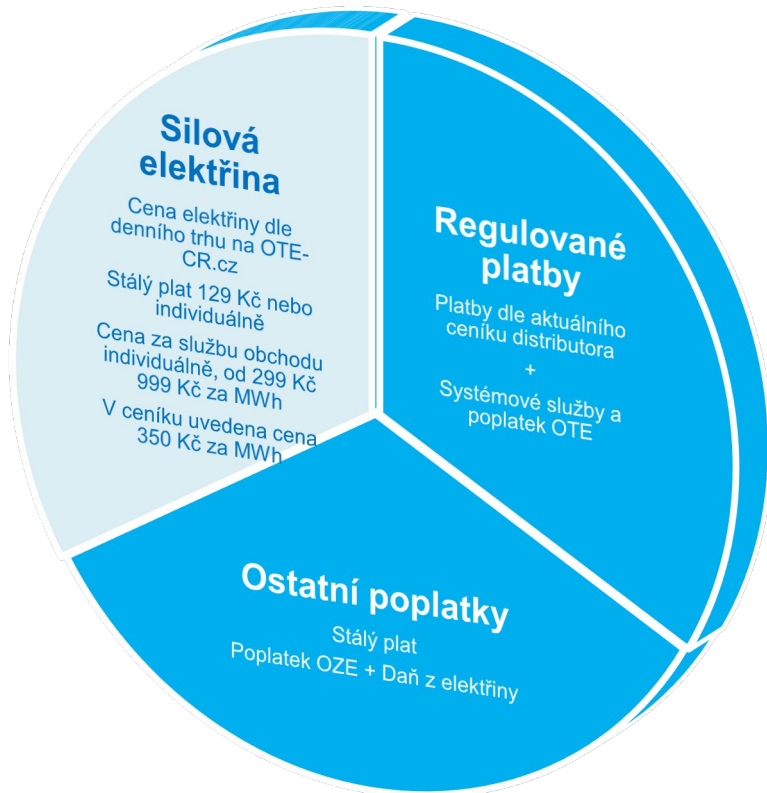 Silová
elektřina
Cena elektřiny dle
denního trhu na OTE-
CR.cz
Stálý plat 129 Kč nebo
individuálně
Cena za službu obchodu
individuálně, od 299 Kč
999 Kč za MWh
V ceníku uvedena cena
350 Kč za MWh
Regulované
platby
Platby dle aktuálního
ceníku distributora
+
Systémové služby a
poplatek OTE
Ostatní poplatky
Stálý plat
Poplatek OZE + Daň z elektřiny